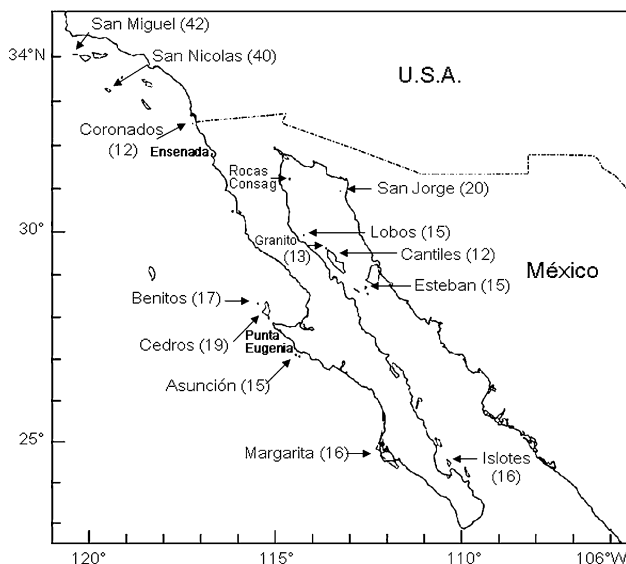 San Miguel (42)
34°N
San Nicolas (40)
U.S.A.
Coronados
(12)
Ensenada
Rocas
Consag
San Jorge (20)
30°
Lobos (15)
Granito
(13)
Cantiles (12)
México
Esteban (15)
Benitos (17)
Cedros (19)
Punta
Eugenia
Asunción (15)
25°
Margarita (16)
Islotes
(16)
120°
115°
110°
106°W